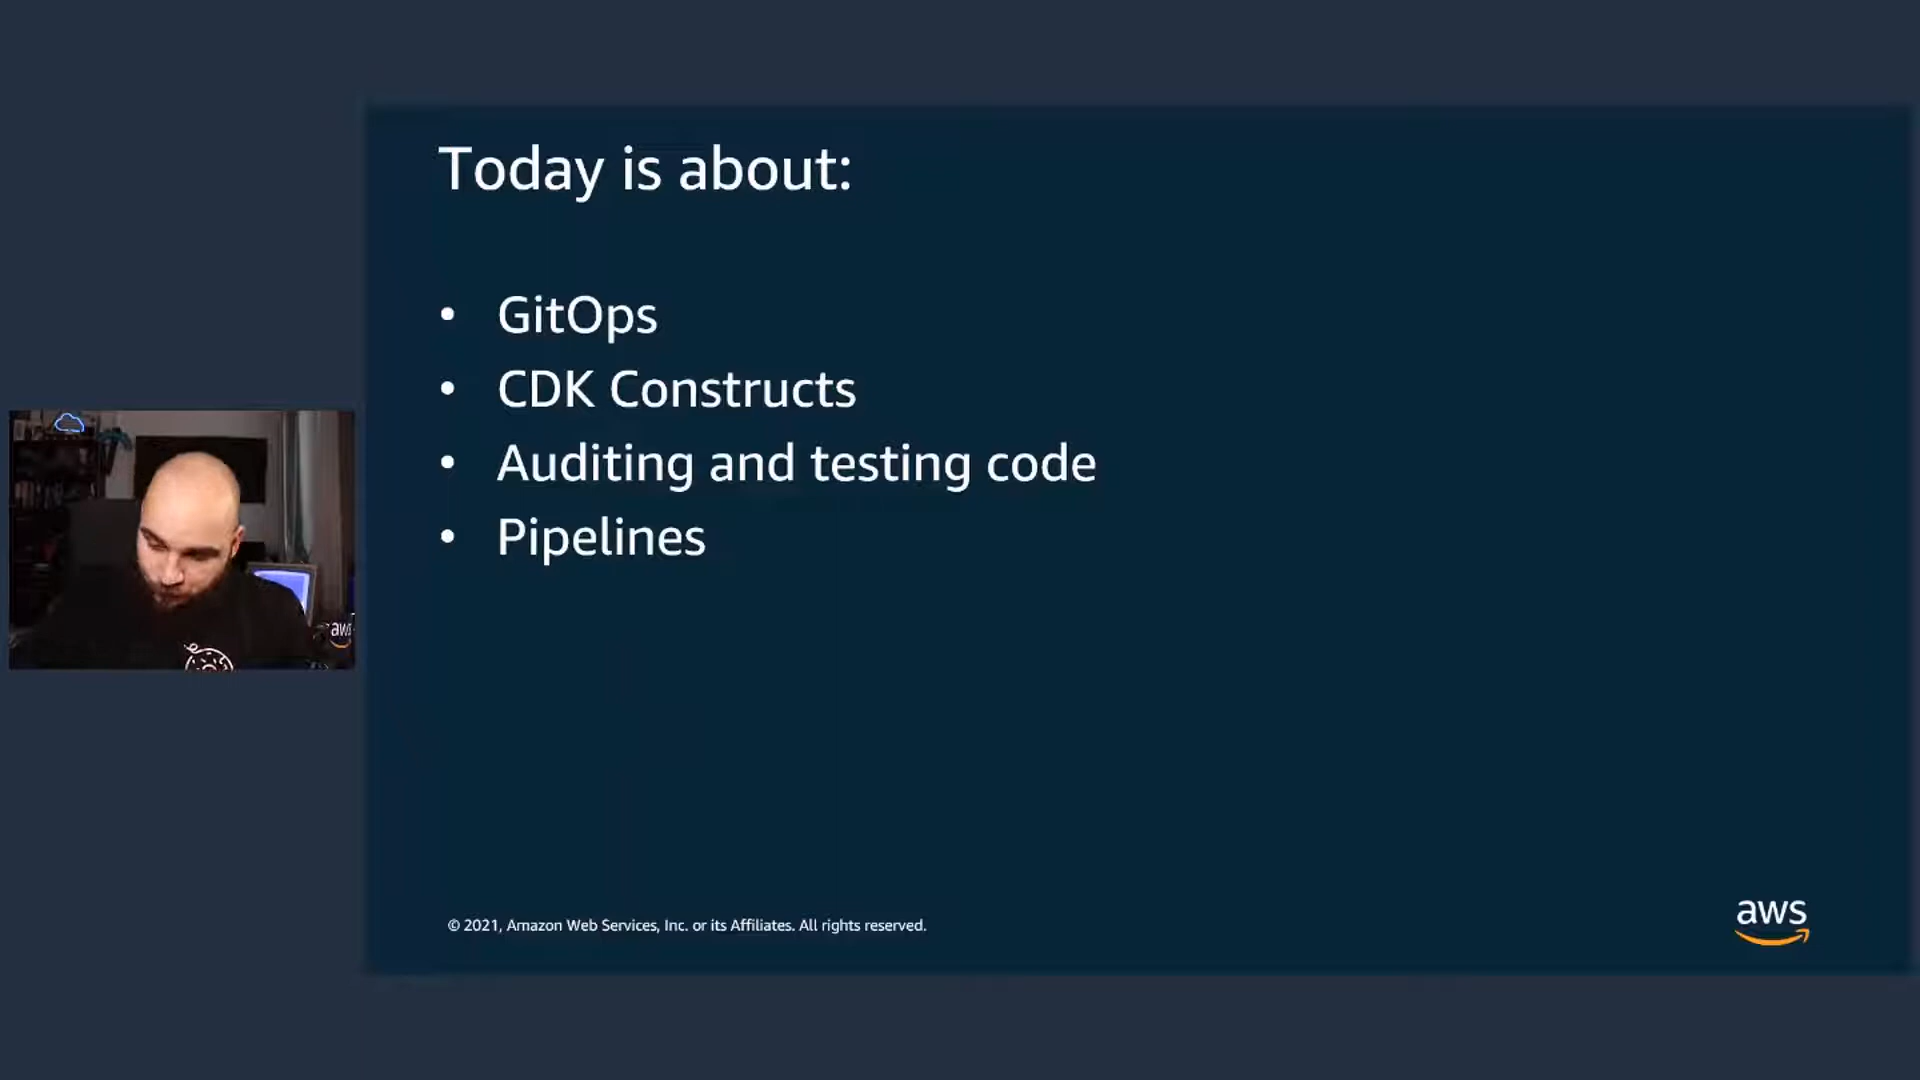 Today is about:
• GitOps
• CDK Constructs
• Auditing and testing code
• Pipelines
aws
© 2021, Amazon Web Services, Inc. or its Affiliates. All rights reserved.
aws